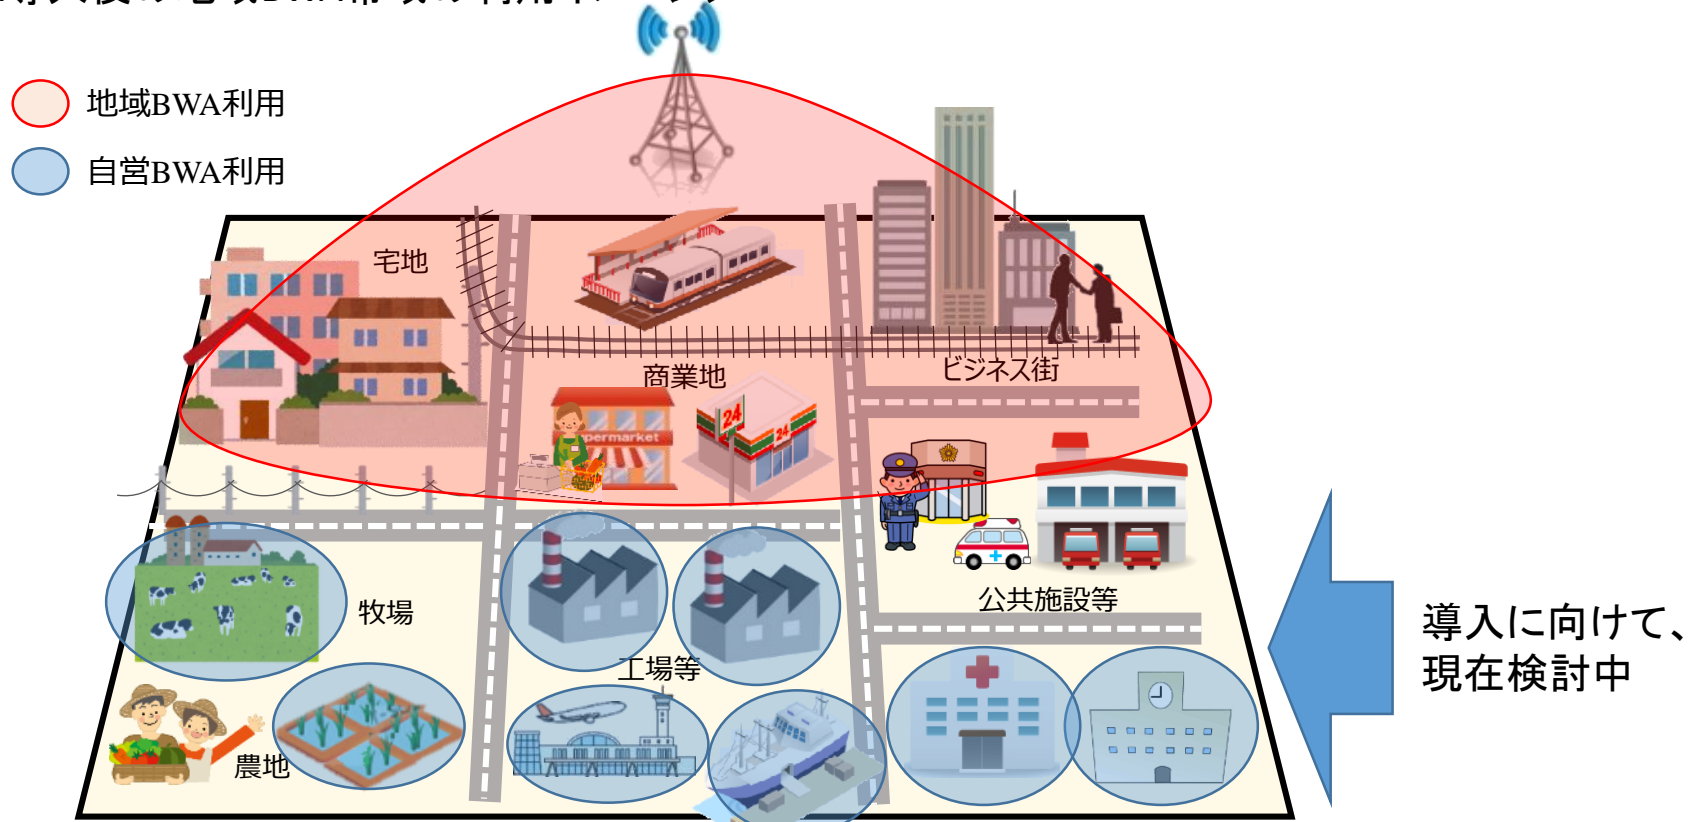 地域BWA利用
自営BWA利用
宅地
商業地
ビジネス街
permarket
24
24
牧場
公共施設等
工場等
農地
導入に向けて、
現在検討中